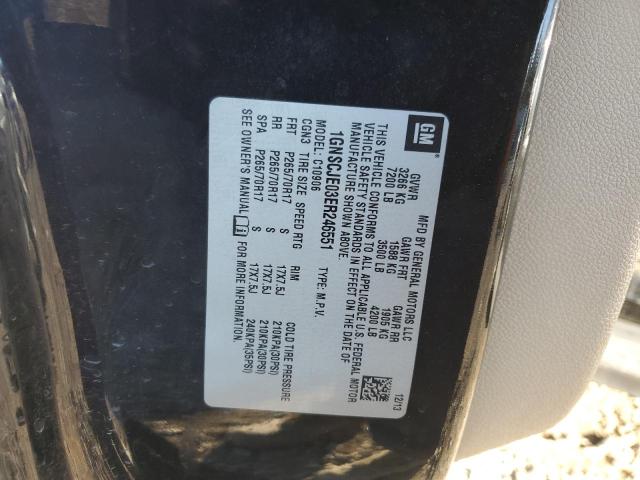 GM
MFD BY GENERAL MOTORS LLC
12/13
GVWR GAWR FRT GAWR RR
3266 KG 1588 KG 1905 KG
7200 LB 3500 LB 4200 LB
THIS VEHICLE CONFORMS TO ALL APPLICABLE U.S. FEDERAL MOTOR
VEHICLE SAFETY STANDARDS IN EFFECT ON THE DATE OF
MANUFACTURE SHOWN ABOVE.
1GNSCJE03ER246551 TYPE: M.P.V.
MODEL: C10906
CGN3 TIRE SIZE SPEED RTG RIM COLD TIRE PRESSURE
FRT P265/70R17 S 17X7.5J 210KPA(30PSI)
RR P265/70R17 S 17X7.5J 210KPA(30PSI)
SPA P265/70R17 S 17X7.5J 240KPA(35PSI)
SEE OWNER'S MANUAL FOR MORE INFORMATION.